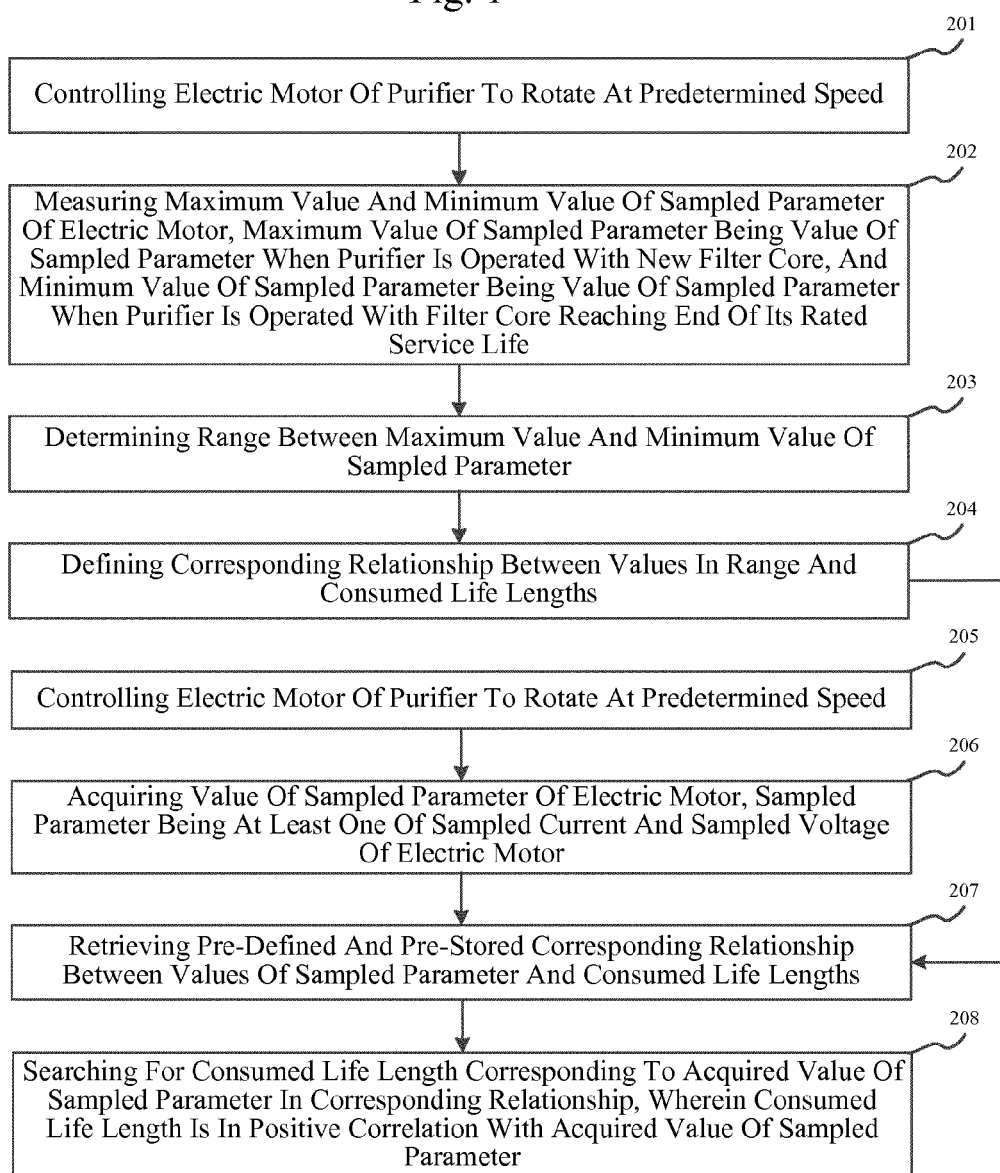 201
Controlling Electric Motor Of Purifier To Rotate At Predetermined Speed
202
Measuring Maximum Value And Minimum Value Of Sampled Parameter
Of Electric Motor, Maximum Value Of Sampled Parameter Being Value Of
Sampled Parameter When Purifier Is Operated With New Filter Core, And
Minimum Value Of Sampled Parameter Being Value Of Sampled Parameter
When Purifier Is Operated With Filter Core Reaching End Of Its Rated
Service Life
203
Determining Range Between Maximum Value And Minimum Value Of
Sampled Parameter
204
Defining Corresponding Relationship Between Values In Range And
Consumed Life Lengths
205
Controlling Electric Motor Of Purifier To Rotate At Predetermined Speed
206
Acquiring Value Of Sampled Parameter Of Electric Motor, Sampled
Parameter Being At Least One Of Sampled Current And Sampled Voltage
Of Electric Motor
207
Retrieving Pre-Defined And Pre-Stored Corresponding Relationship
Between Values Of Sampled Parameter And Consumed Life Lengths
208
Searching For Consumed Life Length Corresponding To Acquired Value Of
Sampled Parameter In Corresponding Relationship, Wherein Consumed
Life Length Is In Positive Correlation With Acquired Value Of Sampled
Parameter